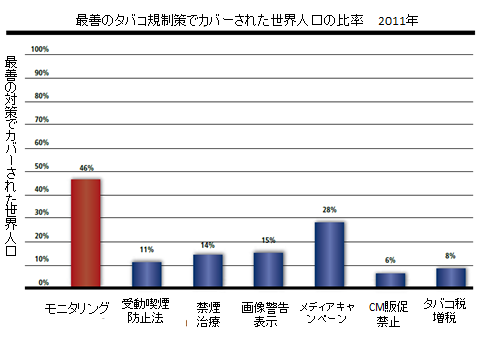 最善のタバコ規制策でカバーされた世界人口の比率　2011年
最善の対策でカバーされた世界人口
100%
90%
80%
70%
60%
50%
40%
30%
20%
10%
0%
46%
11%
14%
15%
28%
6%
8%
モニタリング
受動喫煙
防止法
禁煙
治療
画像警告
表示
メディアキャ
ンペーン
CM販促
禁止
タバコ税
増税